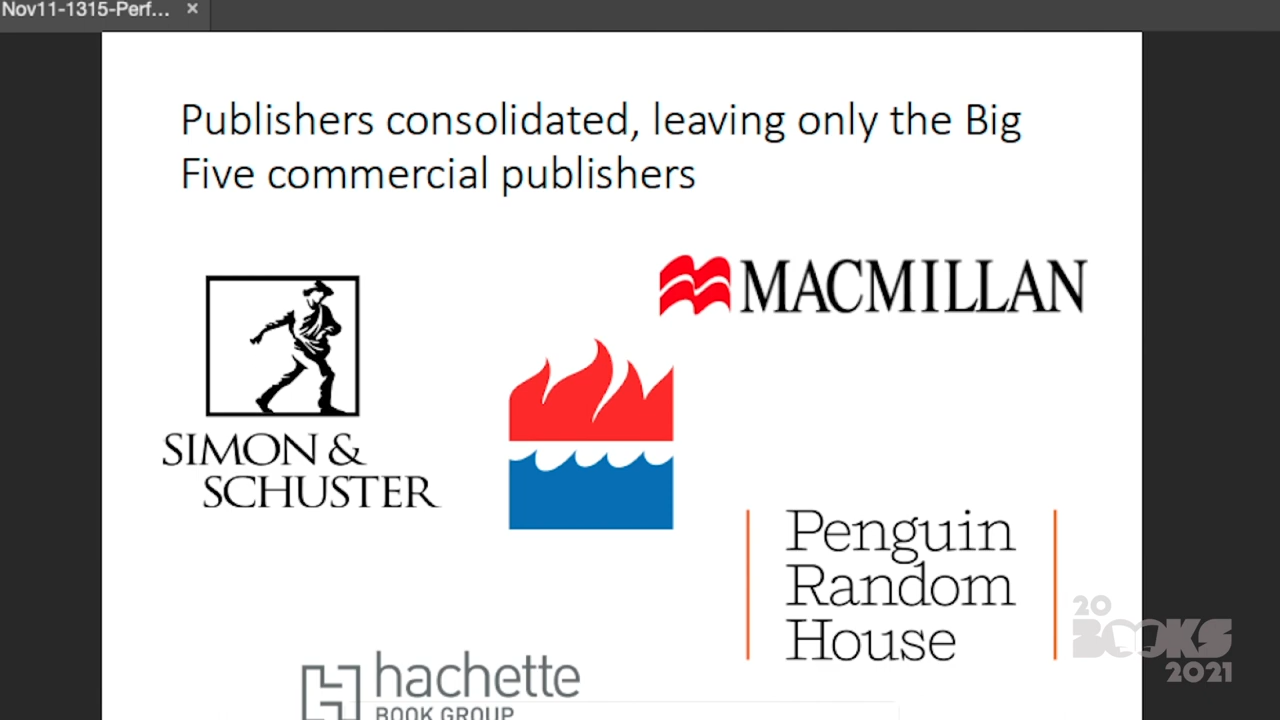 Nov11-1315-Perf... ×
Publishers consolidated, leaving only the Big
Five commercial publishers
MACMILLAN
SIMON &
SCHUSTER
Penguin
Random
House
20
BOOKS
2021
hachette
BOOK GROUP